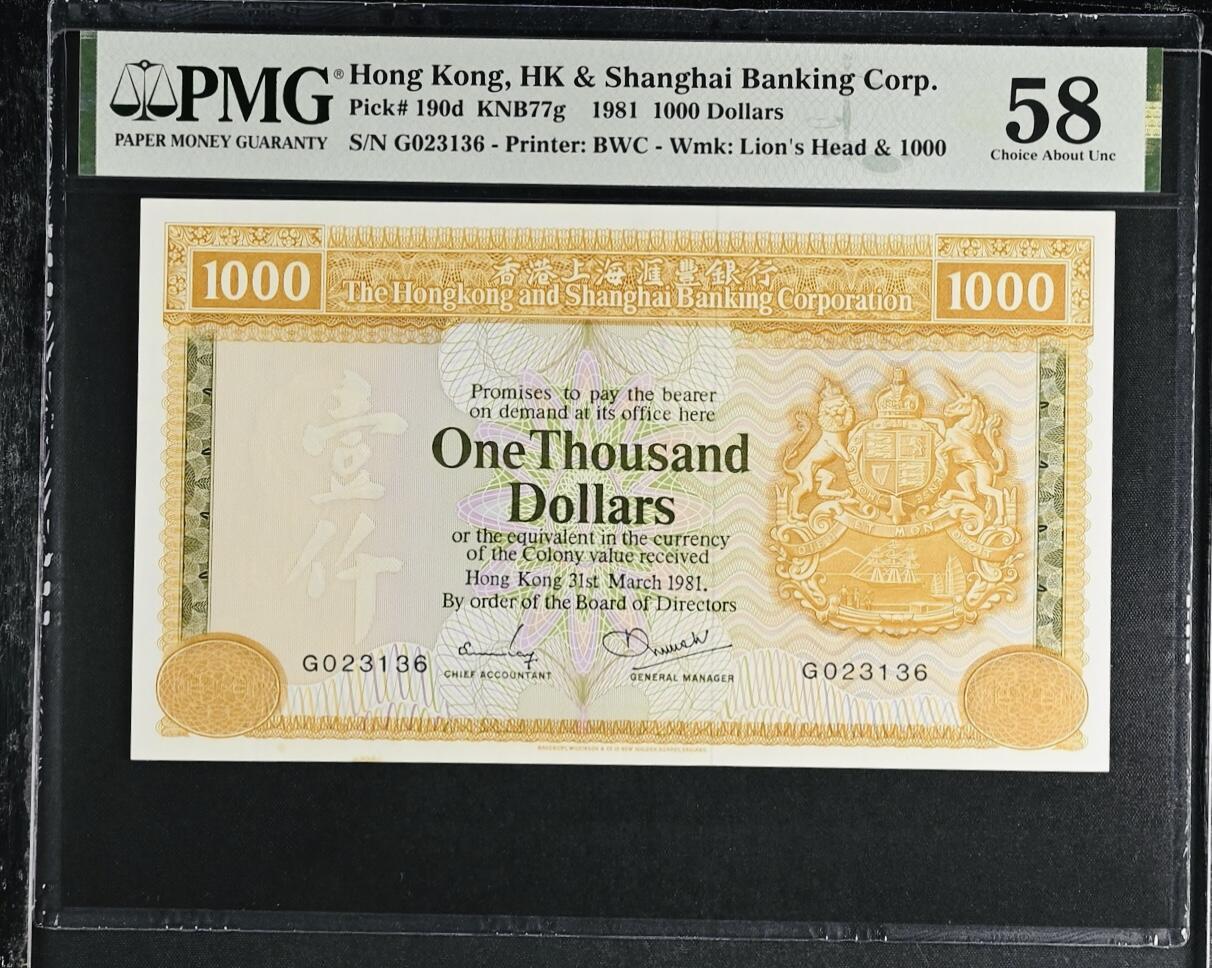 PMG® Hong Kong, HK & Shanghai Banking Corp.
Pick# 190d KNB77g 1981 1000 Dollars
PAPER MONEY GUARANTY
S/N G023136 - Printer: BWC - Wmk: Lion's Head & 1000
58
Choice About Unc
香港上海滙豐銀行
1000
The Hongkong and Shanghai Banking Corporation
1000
壹仟
Promises to pay the bearer
on demand at its office here
One Thousand
Dollars
or the equivalent in the currency
of the Colony value received
Hong Kong 31st March 1981.
By order of the Board of Directors
G023136
CHIEF ACCOUNTANT
GENERAL MANAGER
G023136